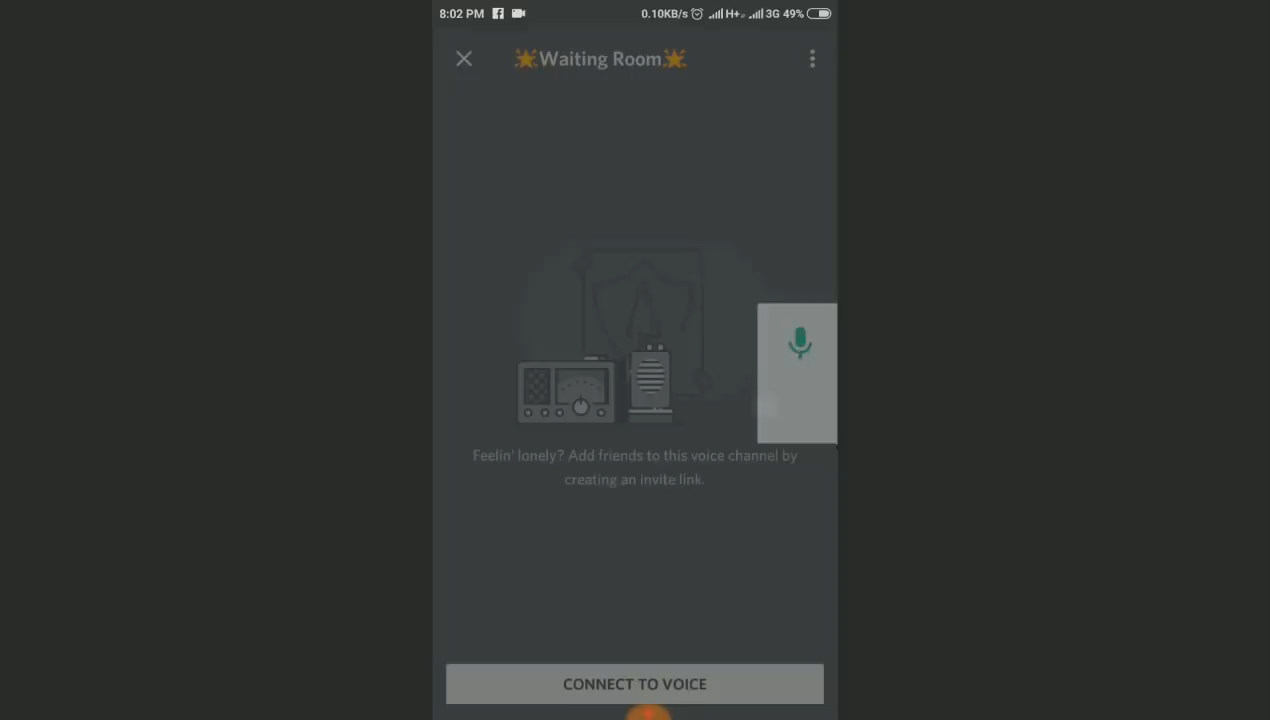 8:02 PM 0.10KB/s H+ 3G 49%
🌟Waiting Room🌟
Feelin' lonely? Add friends to this voice channel by
creating an invite link.
CONNECT TO VOICE